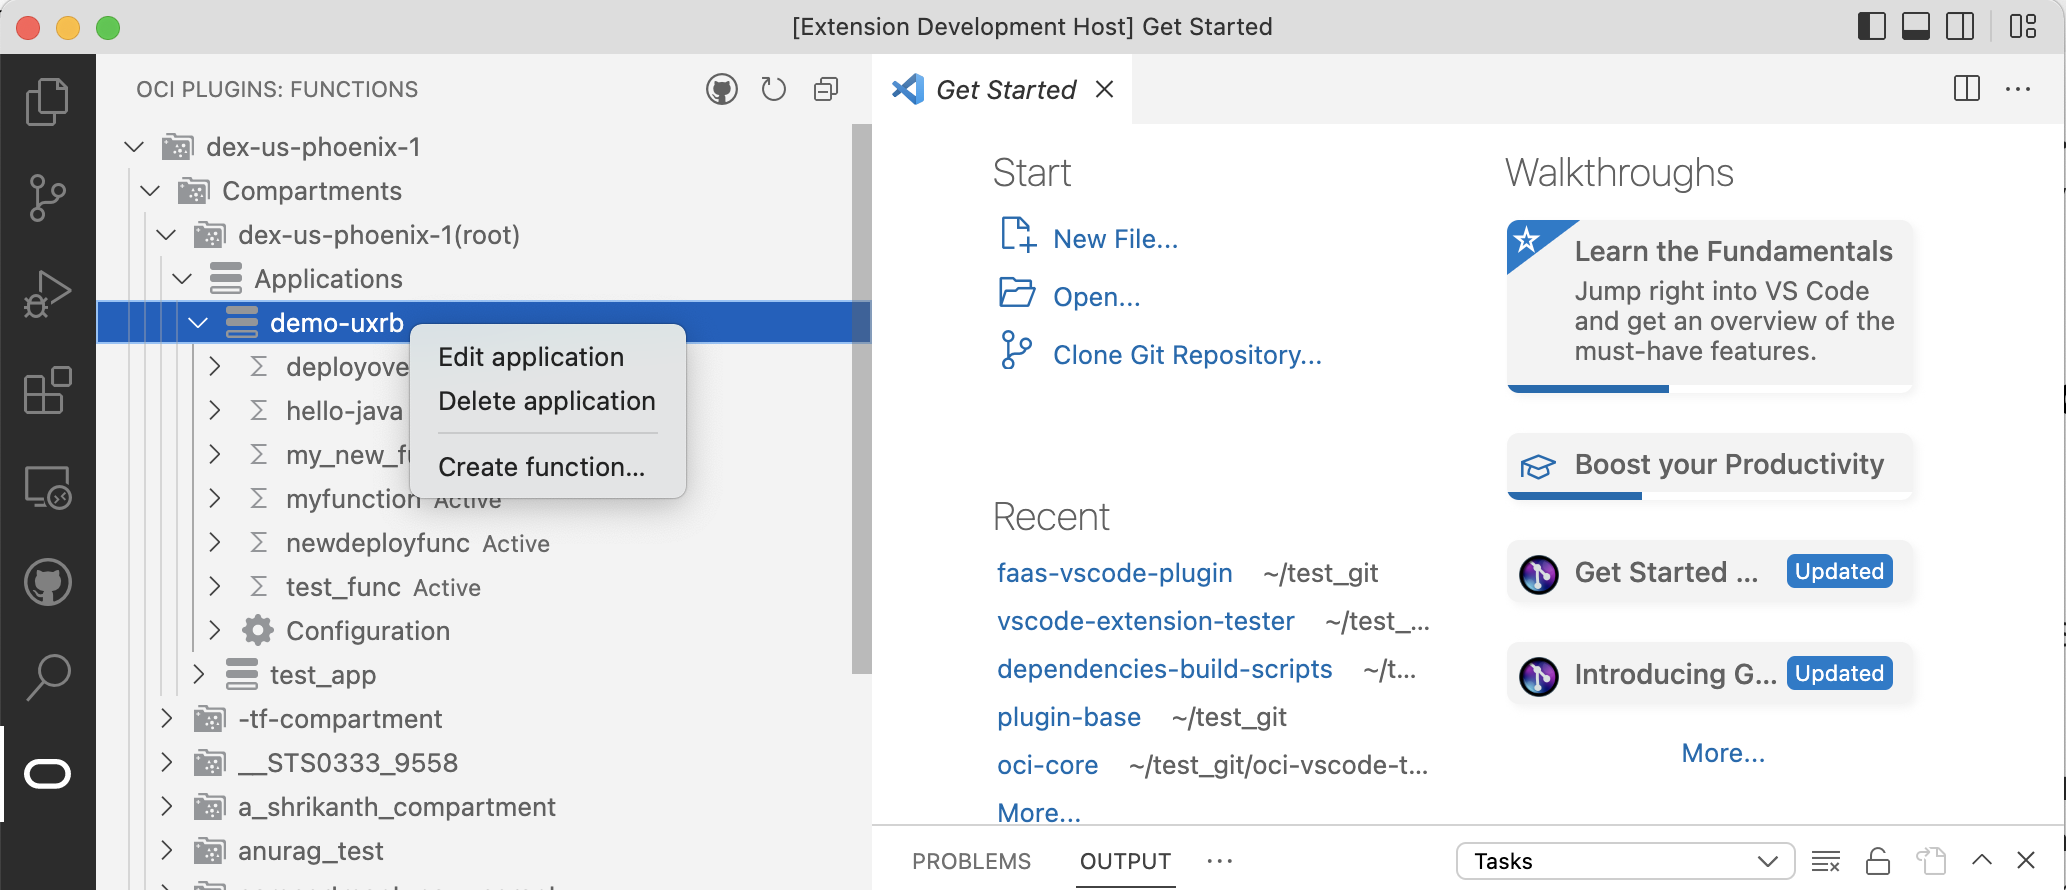 [Extension Development Host] Get Started
OCI PLUGINS: FUNCTIONS
dex-us-phoenix-1
Compartments
dex-us-phoenix-1(root)
Applications
demo-uxrb
deployove
hello-java
my_new_fu
myfunction Active
newdeployfunc Active
test_func Active
Configuration
test_app
-tf-compartment
__STS0333_9558
a_shrikanth_compartment
anurag_test
Edit application
Delete application
Create function...
Get Started
Start
New File...
Open...
Clone Git Repository...
Recent
faas-vscode-plugin ~/test_git
vscode-extension-tester ~/test_...
dependencies-build-scripts ~/t...
plugin-base ~/test_git
oci-core ~/test_git/oci-vscode-t...
More...
Walkthroughs
Learn the Fundamentals
Jump right into VS Code
and get an overview of the
must-have features.
Boost your Productivity
Get Started ... Updated
Introducing G... Updated
More...
PROBLEMS OUTPUT ... Tasks